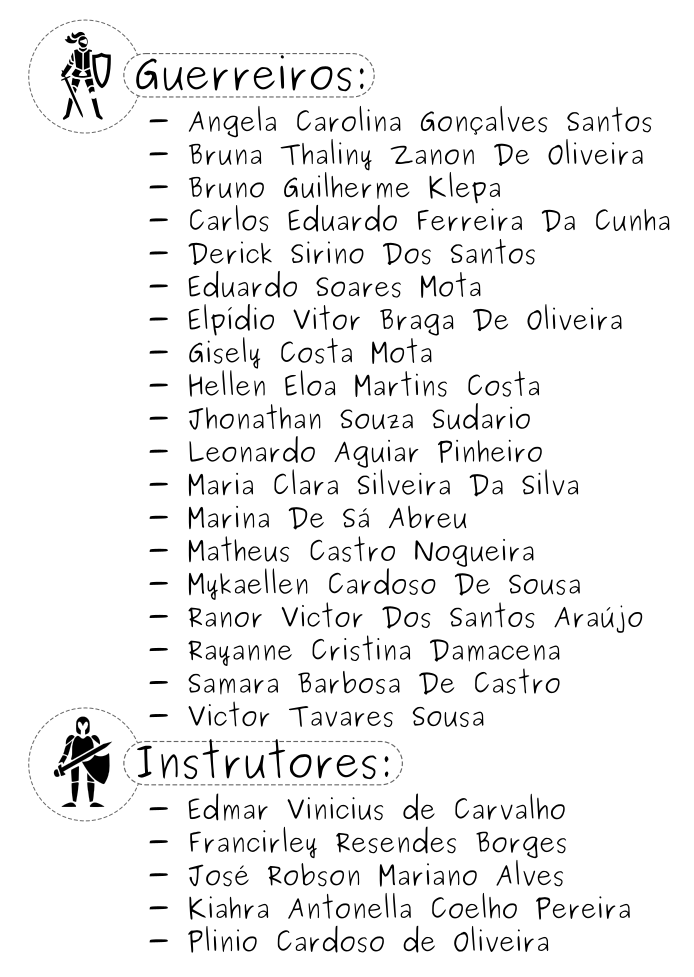 Guerreiros:
– Angela Carolina Gonçalves Santos
– Bruna Thaliny Zanon De Oliveira
– Bruno Guilherme Klepa
– Carlos Eduardo Ferreira Da Cunha
– Derick Sirino Dos Santos
– Eduardo Soares Mota
– Elpídio Vitor Braga De Oliveira
– Gisely Costa Mota
– Hellen Eloa Martins Costa
– Jhonathan Souza Sudario
– Leonardo Aguiar Pinheiro
– Maria Clara Silveira Da Silva
– Marina De Sá Abreu
– Matheus Castro Nogueira
– Mykaellen Cardoso De Sousa
– Ranor Victor Dos Santos Araújo
– Rayanne Cristina Damacena
– Samara Barbosa De Castro
– Victor Tavares Sousa
Instrutores:
– Edmar Vinicius de Carvalho
– Francirley Resendes Borges
– José Robson Mariano Alves
– Kiahra Antonella Coelho Pereira
– Plinio Cardoso de Oliveira